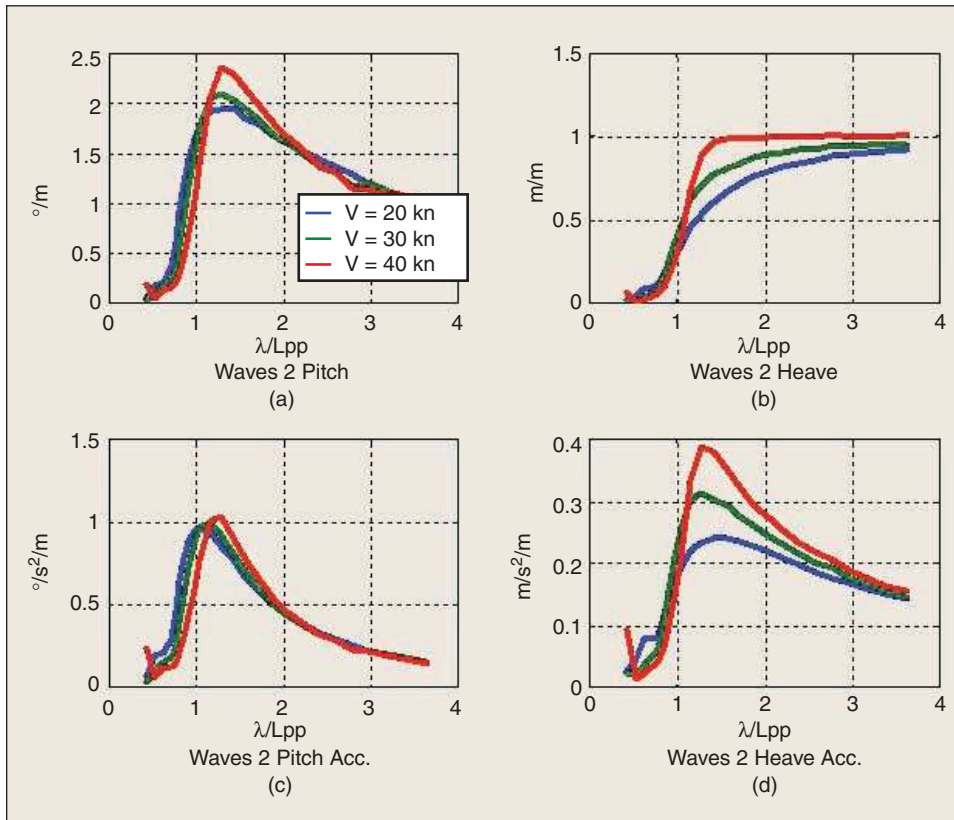 2.5
2
1.5
1
0.5
0
°/m
0 1 2 3 4
λ/Lpp
Waves 2 Pitch
(a)
V = 20 kn
V = 30 kn
V = 40 kn
1.5
1
0.5
0
m/m
0 1 2 3 4
λ/Lpp
Waves 2 Heave
(b)
1.5
1
0.5
0
°/s²/m
0 1 2 3 4
λ/Lpp
Waves 2 Pitch Acc.
(c)
0.4
0.3
0.2
0.1
0
m/s²/m
0 1 2 3 4
λ/Lpp
Waves 2 Heave Acc.
(d)